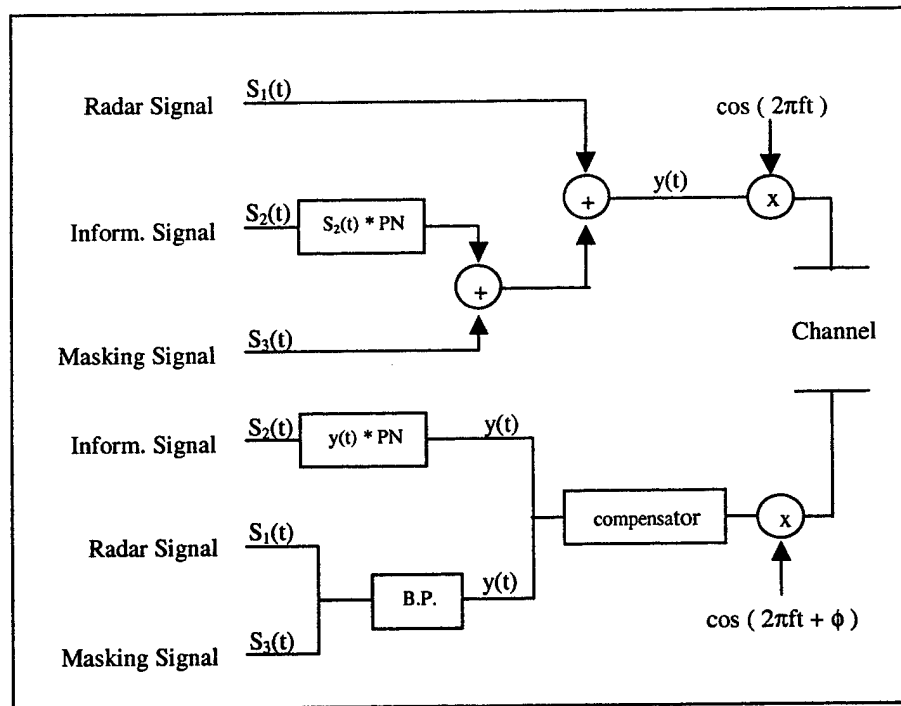 Radar Signal S₁(t)
cos ( 2πft )
Inform. Signal S₂(t) S₂(t) * PN
+ y(t) x
+
Masking Signal S₃(t)
Channel
Inform. Signal S₂(t) y(t) * PN y(t)
compensator x
Radar Signal S₁(t)
B.P. y(t)
cos ( 2πft + ϕ )
Masking Signal S₃(t)